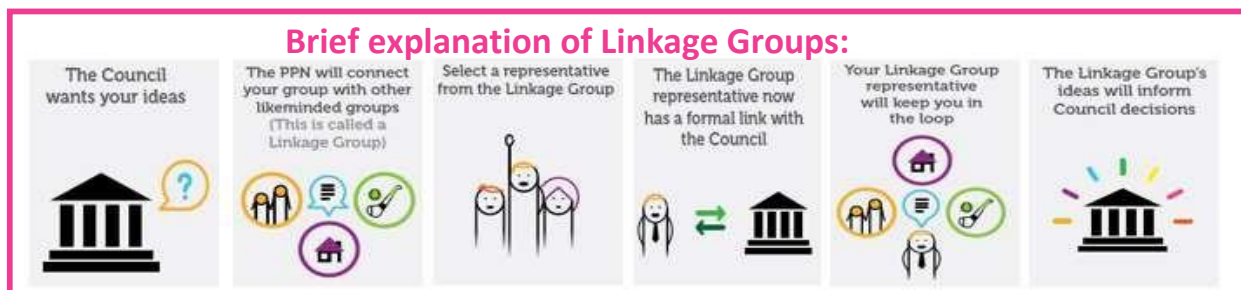 Brief explanation of Linkage Groups:
The Council
wants your ideas
?
The PPN will connect
your group with other
likeminded groups
(This is called a
Linkage Group)
Select a representative
from the Linkage Group
The Linkage Group
representative now
has a formal link with
the Council
Your Linkage Group
representative
will keep you in
the loop
The Linkage Group's
ideas will inform
Council decisions